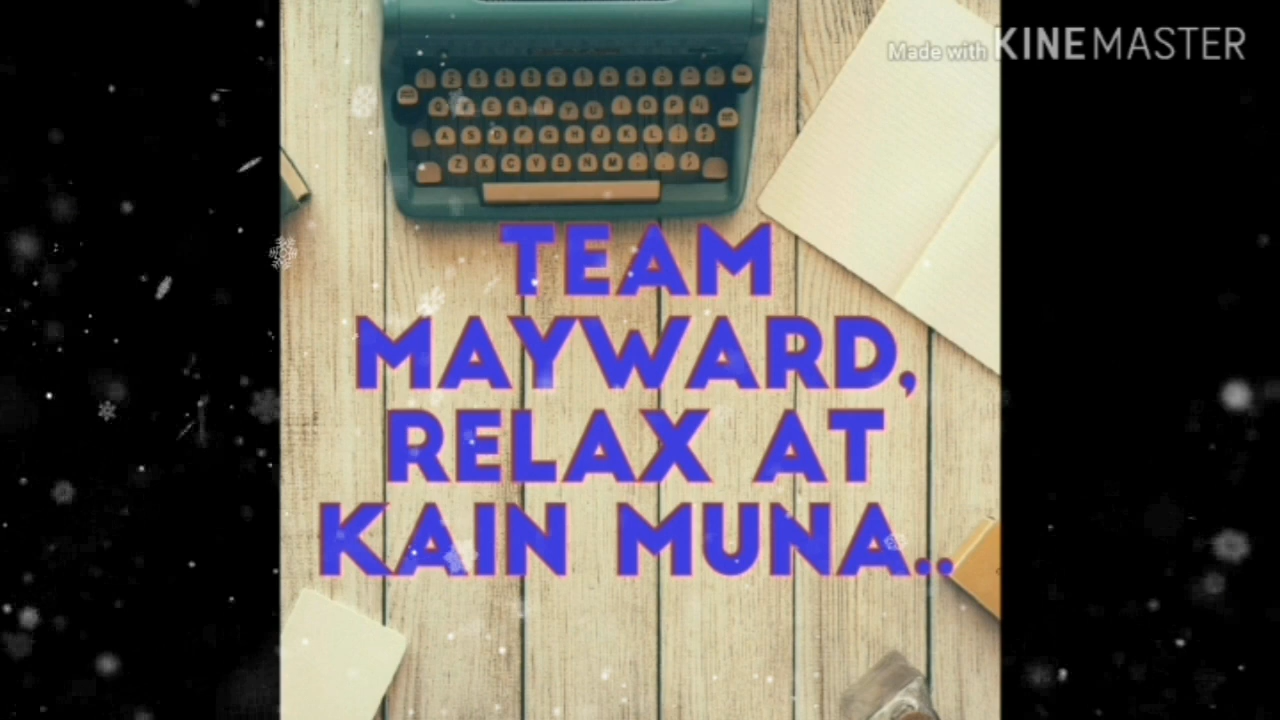 Made with KINEMASTER
TEAM
MAYWARD,
RELAX AT
KAIN MUNA..
Q W E R T Y U I O P
A S D F G H J K L
Z X C V B N M